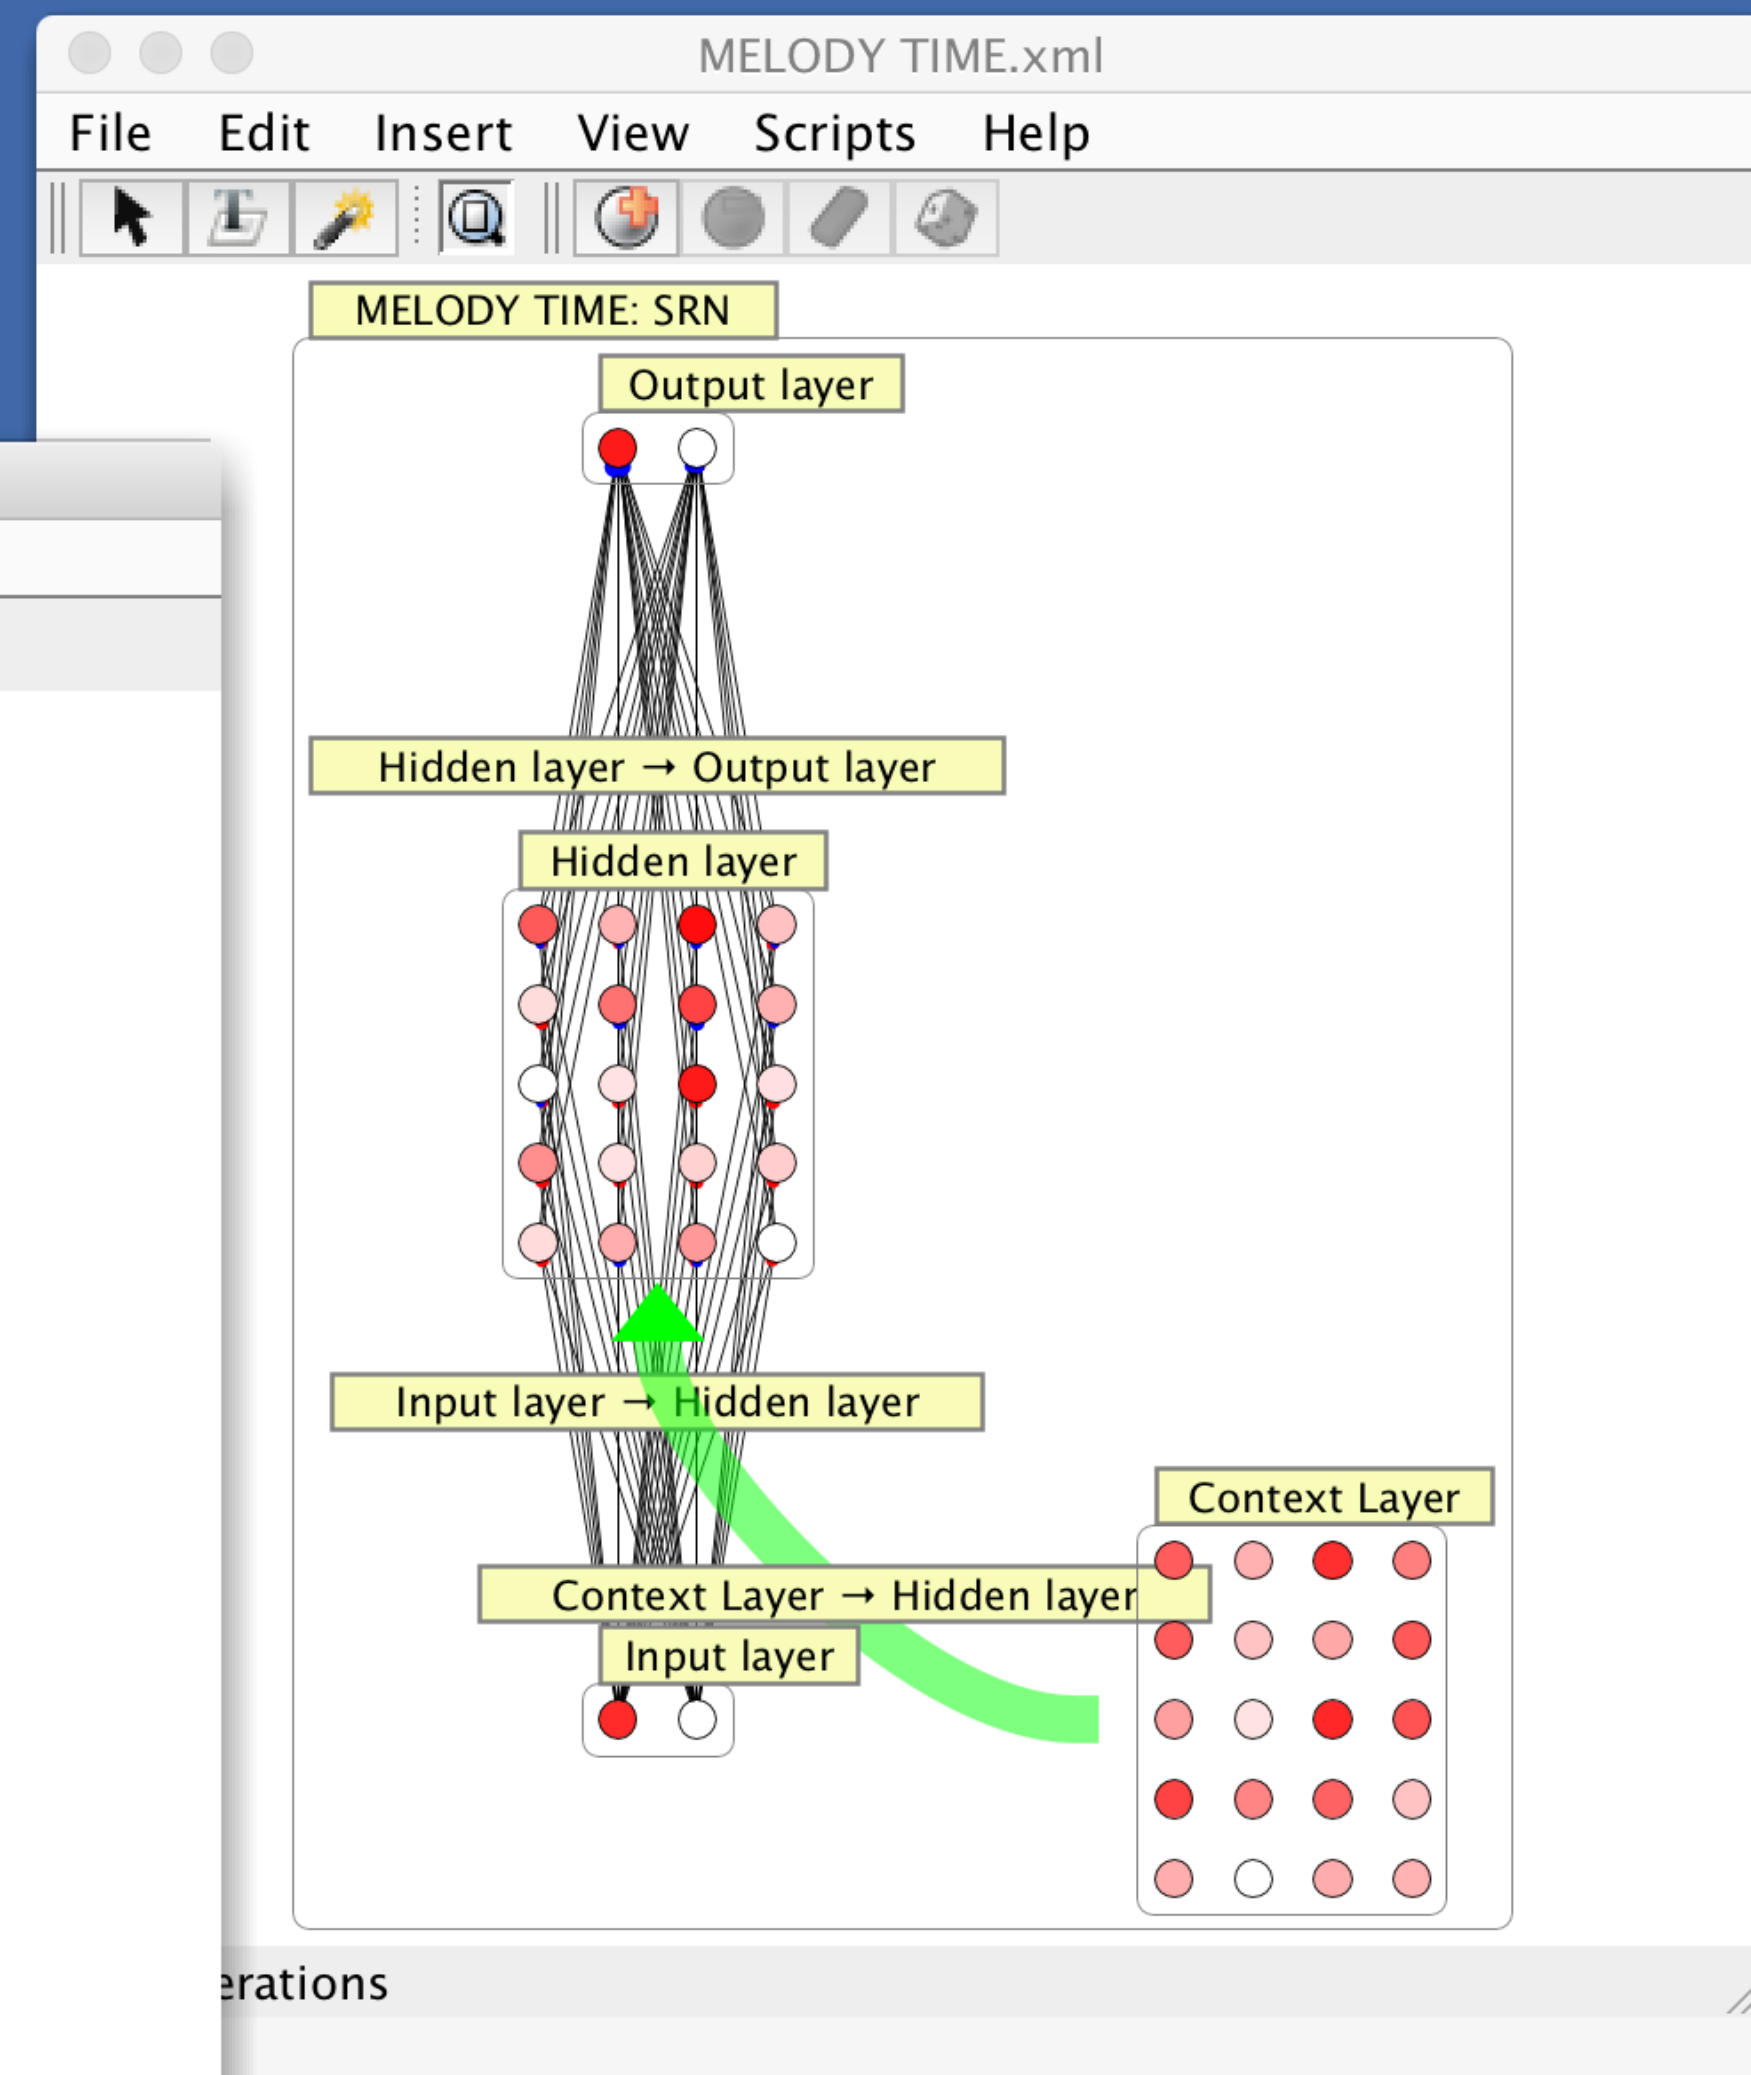 MELODY TIME.xml
File Edit Insert View Scripts Help
MELODY TIME: SRN
Output layer
Hidden layer → Output layer
Hidden layer
Input layer → Hidden layer
Context Layer
Context Layer → Hidden layer
Input layer
erations